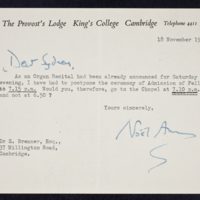 The Provost's Lodge King's College Cambridge Telephone 4411
18 November 19
Dear Sydney,
As an Organ Recital had been already announced for Saturday
evening, I have had to postpone the ceremony of Admission of Fell
to 7.15 p.m. Would you, therefore, go to the Chapel at 7.10 p.m.
and not at 6.50 ?
Yours sincerely,
S. Brenner, Esq.,
37 Millington Road,
Cambridge.